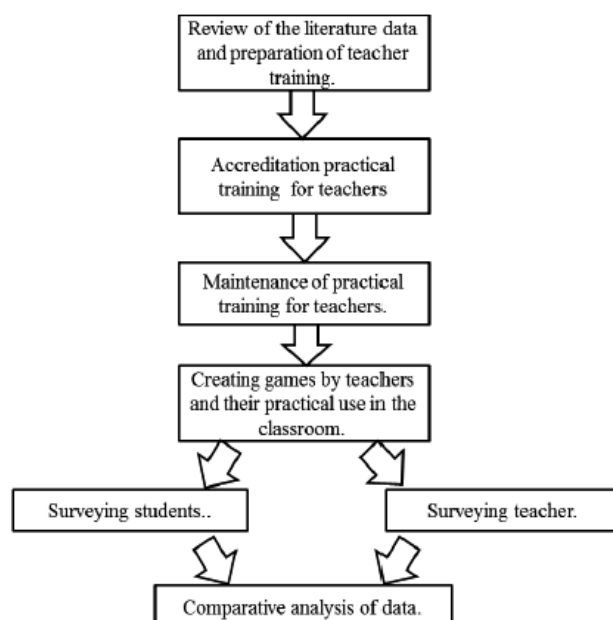 Review of the literature data
and preparation of teacher
training.
Accreditation practical
training for teachers
Maintenance of practical
training for teachers.
Creating games by teachers
and their practical use in the
classroom.
Surveying students..
Surveying teacher.
Comparative analysis of data.